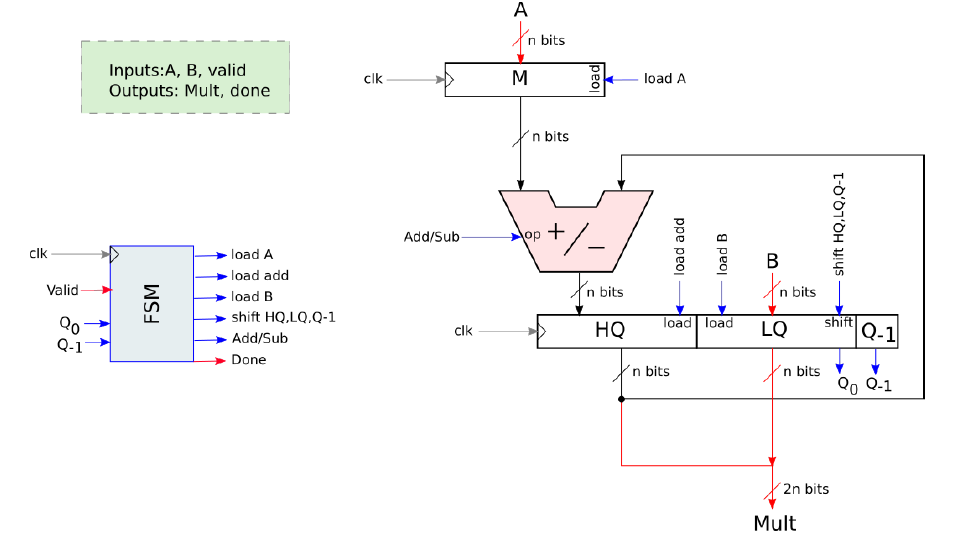 Inputs:A, B, valid
Outputs: Mult, done
A
n bits
clk
M
load
load A
n bits
Add/Sub
op
+/−
load add
load B
shift HQ,LQ,Q-1
B
n bits
n bits
clk
HQ
load
load
LQ
shift
Q-1
n bits
n bits
Q0
Q-1
2n bits
Mult
clk
Valid
Q0
Q-1
FSM
load A
load add
load B
shift HQ,LQ,Q-1
Add/Sub
Done